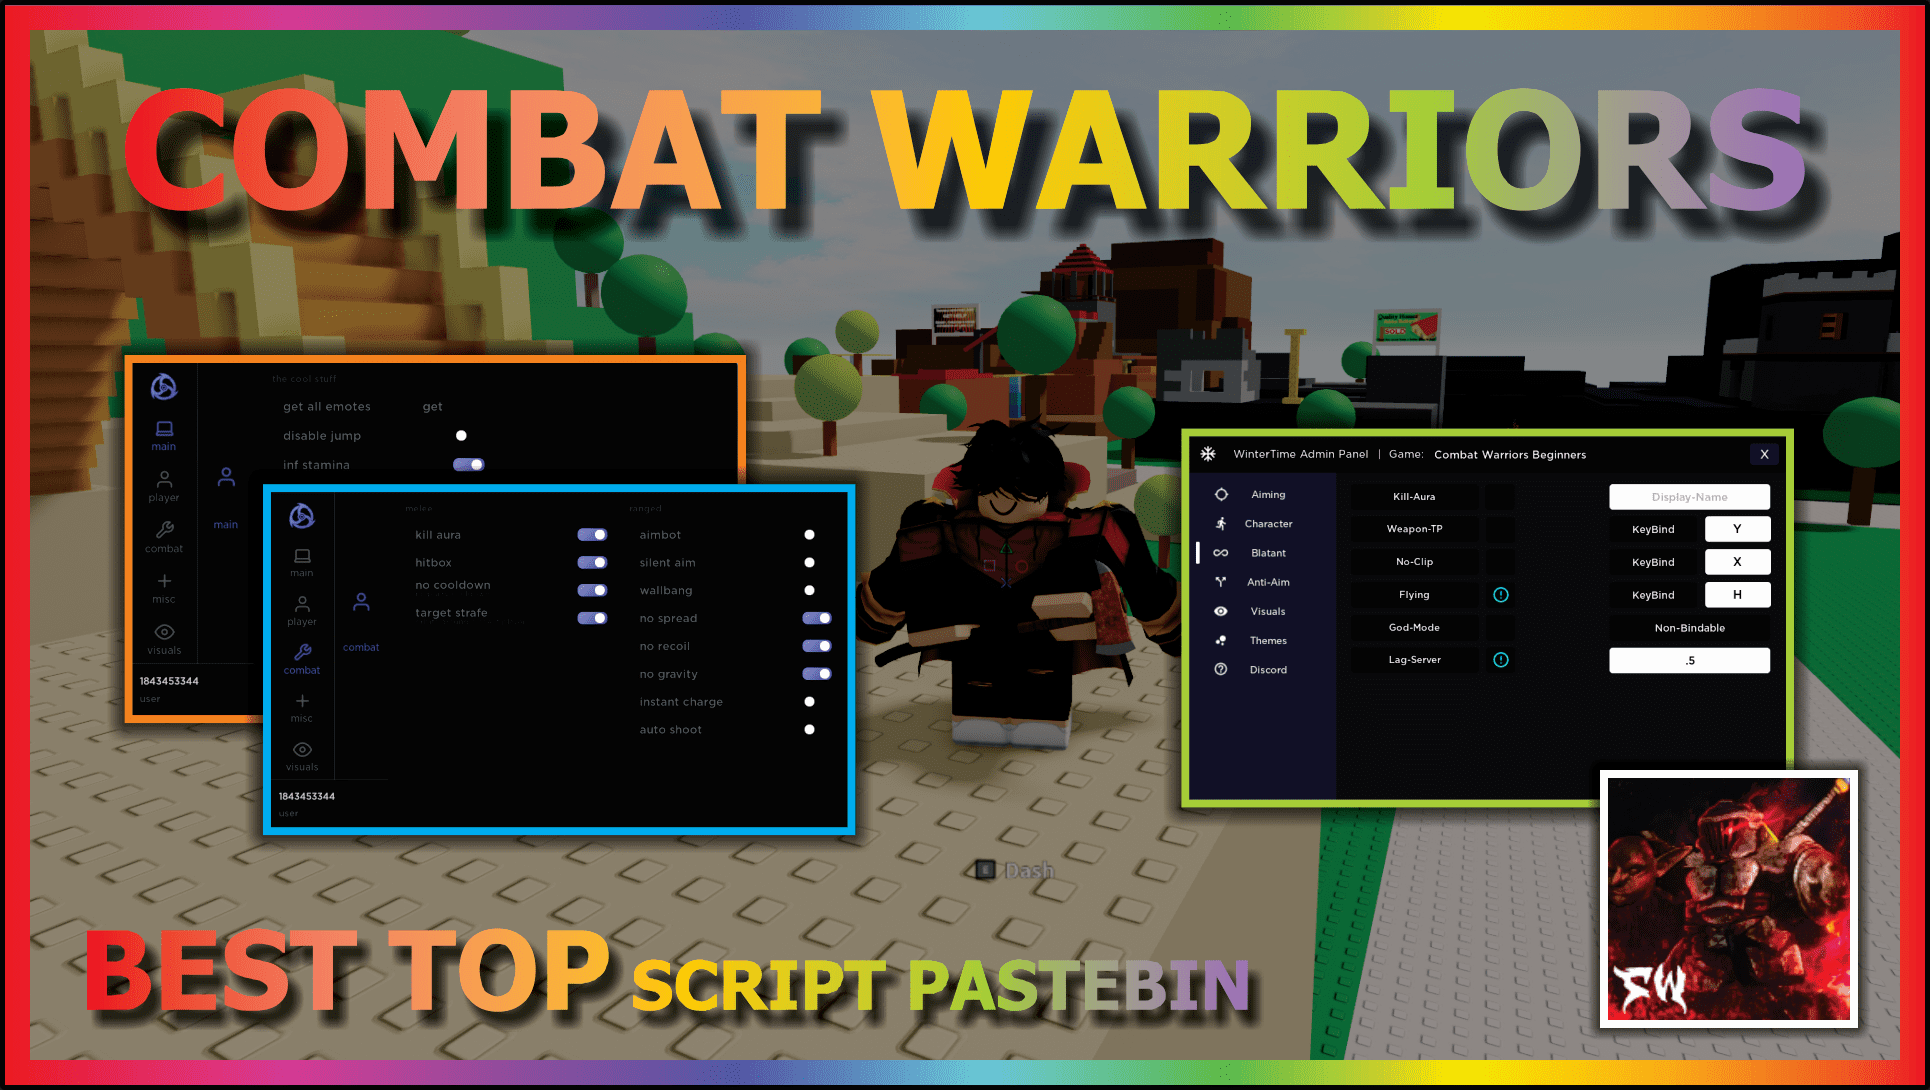 COMBAT WARRIORS
the cool stuff
get all emotes get
disable jump
inf stamina
main
player
combat
misc
visuals
main
1843453344
user
melee
kill aura
hitbox
no cooldown
target strafe
ranged
aimbot
silent aim
wallbang
no spread
no recoil
no gravity
instant charge
auto shoot
main
player
combat
misc
visuals
combat
1843453344
user
WinterTime Admin Panel | Game: Combat Warriors Beginners X
Aiming
Character
Blatant
Anti-Aim
Visuals
Themes
Discord
Kill-Aura Display-Name
Weapon-TP KeyBind Y
No-Clip KeyBind X
Flying KeyBind H
God-Mode Non-Bindable
Lag-Server .5
E Dash
BEST TOP SCRIPT PASTEBIN
FW